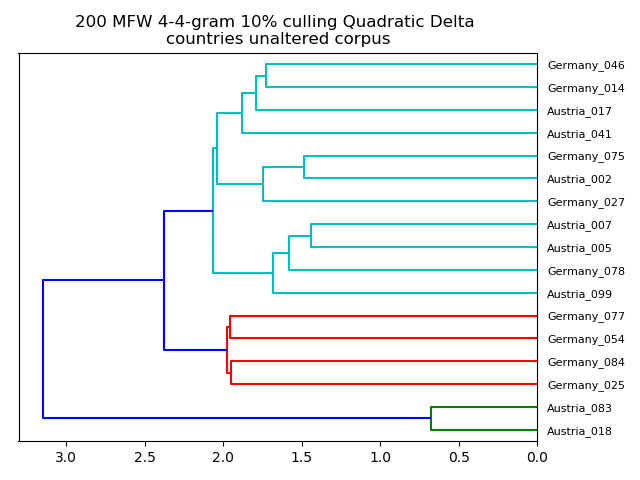 200 MFW 4-4-gram 10% culling Quadratic Delta
countries unaltered corpus
Germany_046
Germany_014
Austria_017
Austria_041
Germany_075
Austria_002
Germany_027
Austria_007
Austria_005
Germany_078
Austria_099
Germany_077
Germany_054
Germany_084
Germany_025
Austria_083
Austria_018
3.0 2.5 2.0 1.5 1.0 0.5 0.0